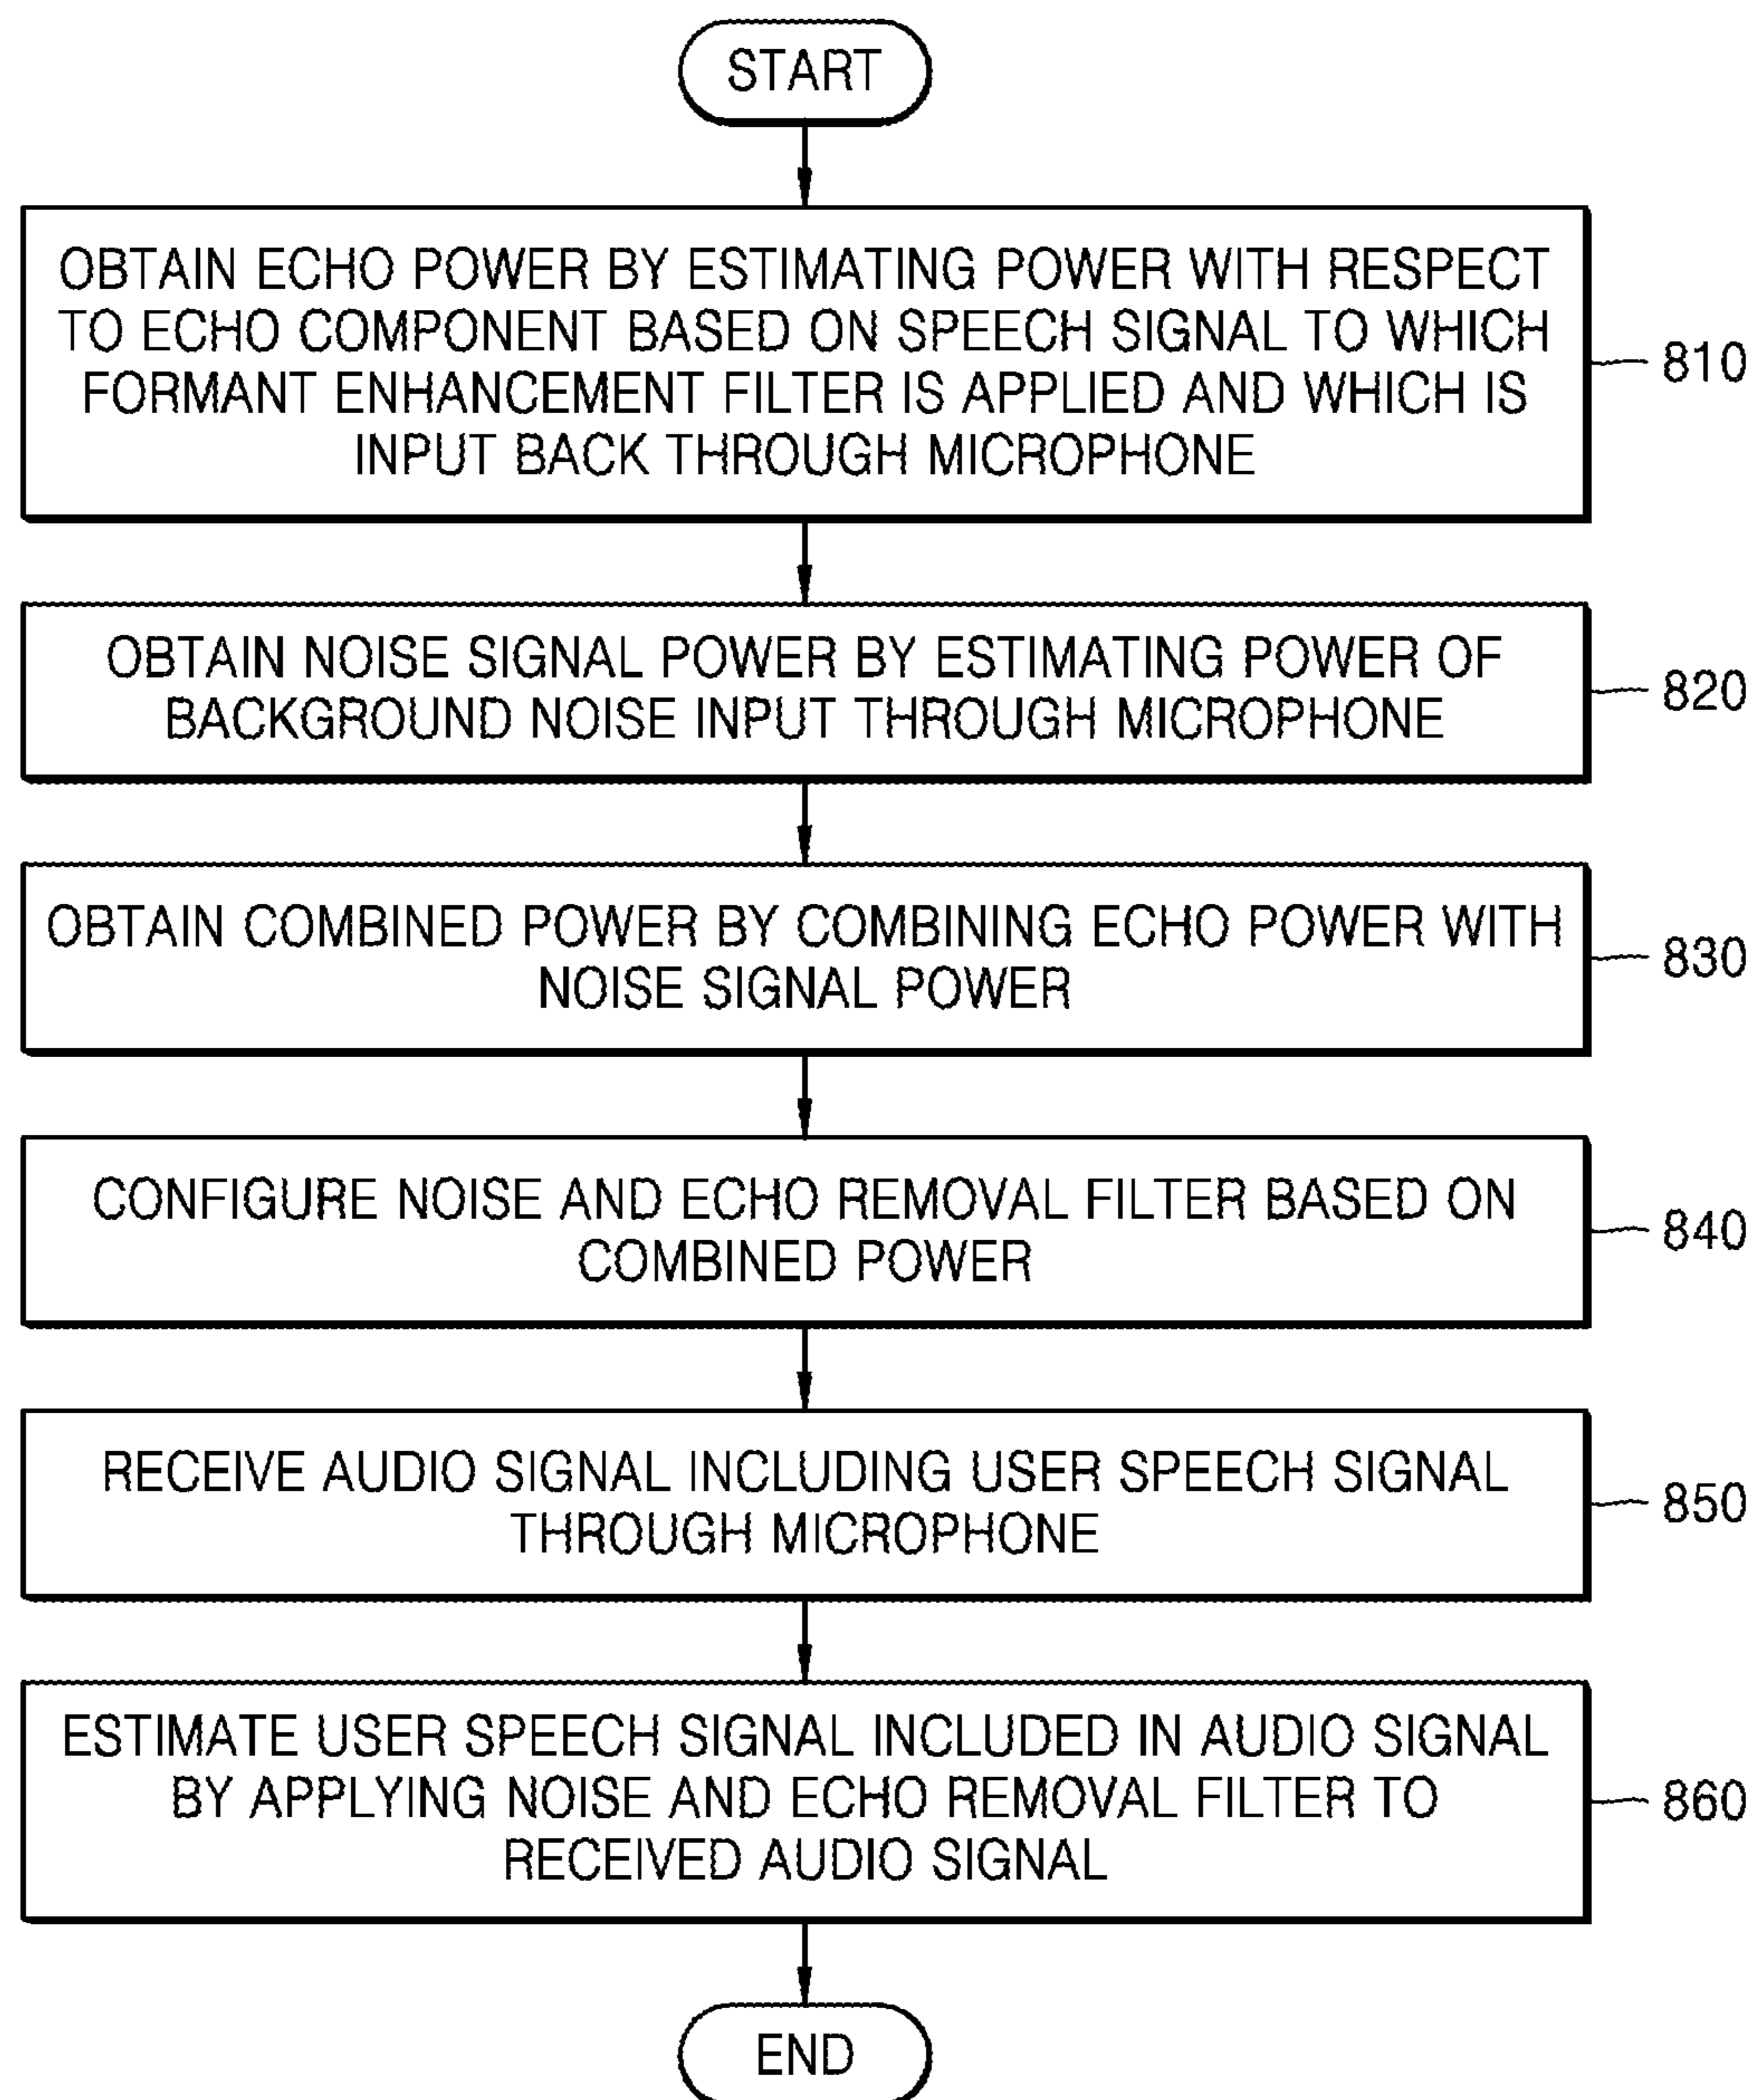 START
OBTAIN ECHO POWER BY ESTIMATING POWER WITH RESPECT
TO ECHO COMPONENT BASED ON SPEECH SIGNAL TO WHICH
FORMANT ENHANCEMENT FILTER IS APPLIED AND WHICH IS
INPUT BACK THROUGH MICROPHONE
810
OBTAIN NOISE SIGNAL POWER BY ESTIMATING POWER OF
BACKGROUND NOISE INPUT THROUGH MICROPHONE
820
OBTAIN COMBINED POWER BY COMBINING ECHO POWER WITH
NOISE SIGNAL POWER
830
CONFIGURE NOISE AND ECHO REMOVAL FILTER BASED ON
COMBINED POWER
840
RECEIVE AUDIO SIGNAL INCLUDING USER SPEECH SIGNAL
THROUGH MICROPHONE
850
ESTIMATE USER SPEECH SIGNAL INCLUDED IN AUDIO SIGNAL
BY APPLYING NOISE AND ECHO REMOVAL FILTER TO
RECEIVED AUDIO SIGNAL
860
END